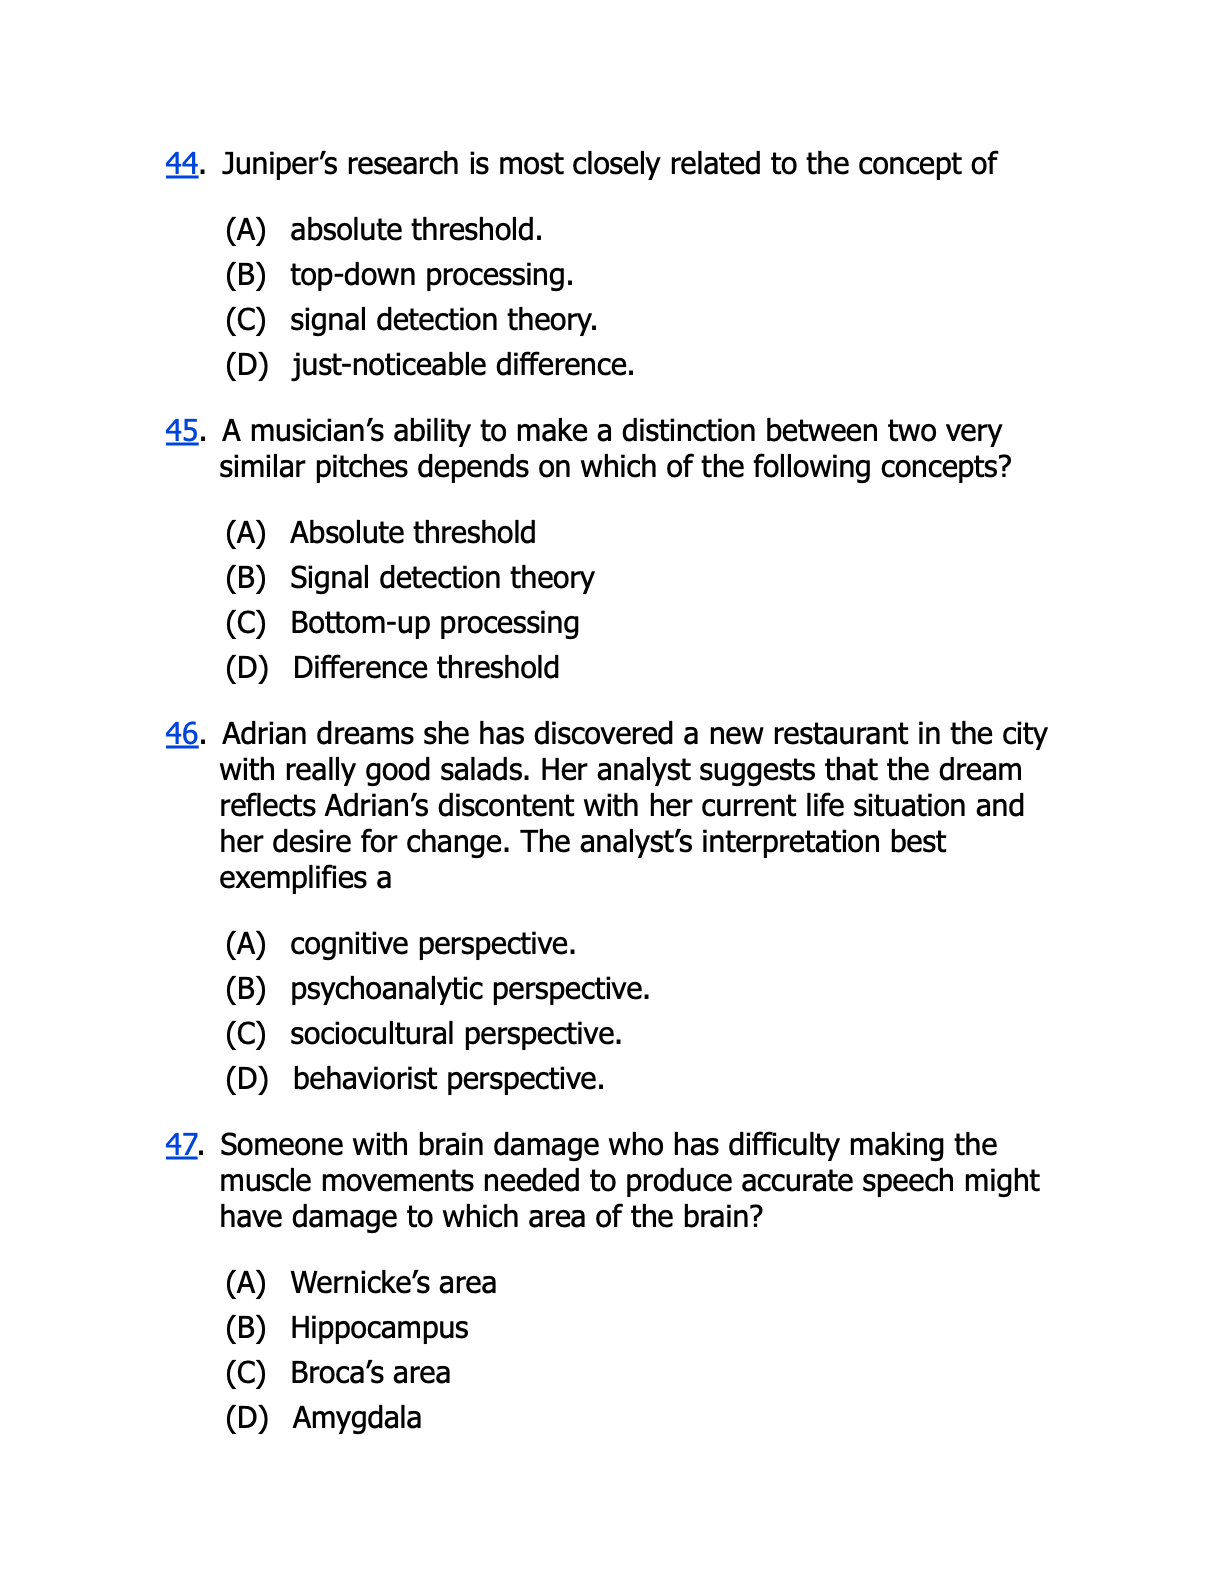 44. Juniper’s research is most closely related to the concept of
(A) absolute threshold.
(B) top-down processing.
(C) signal detection theory.
(D) just-noticeable difference.
45. A musician’s ability to make a distinction between two very
similar pitches depends on which of the following concepts?
(A) Absolute threshold
(B) Signal detection theory
(C) Bottom-up processing
(D) Difference threshold
46. Adrian dreams she has discovered a new restaurant in the city
with really good salads. Her analyst suggests that the dream
reflects Adrian’s discontent with her current life situation and
her desire for change. The analyst’s interpretation best
exemplifies a
(A) cognitive perspective.
(B) psychoanalytic perspective.
(C) sociocultural perspective.
(D) behaviorist perspective.
47. Someone with brain damage who has difficulty making the
muscle movements needed to produce accurate speech might
have damage to which area of the brain?
(A) Wernicke’s area
(B) Hippocampus
(C) Broca’s area
(D) Amygdala